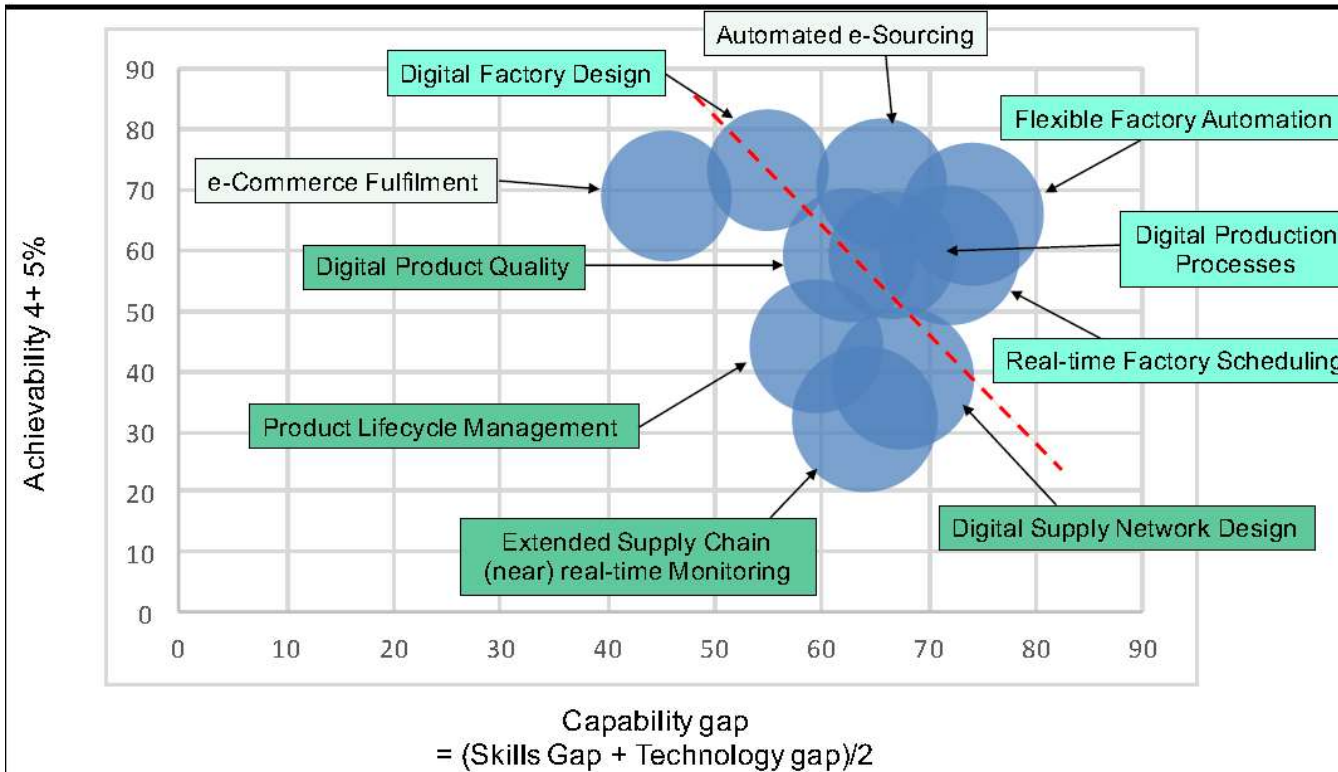 Automated e-Sourcing
Digital Factory Design
Flexible Factory Automation
e-Commerce Fulfilment
Digital Product Quality
Digital Production
Processes
Real-time Factory Scheduling
Product Lifecycle Management
Extended Supply Chain
(near) real-time Monitoring
Digital Supply Network Design
Achievability 4+ 5%
90
80
70
60
50
40
30
20
10
0
0 10 20 30 40 50 60 70 80 90
Capability gap
= (Skills Gap + Technology gap)/2